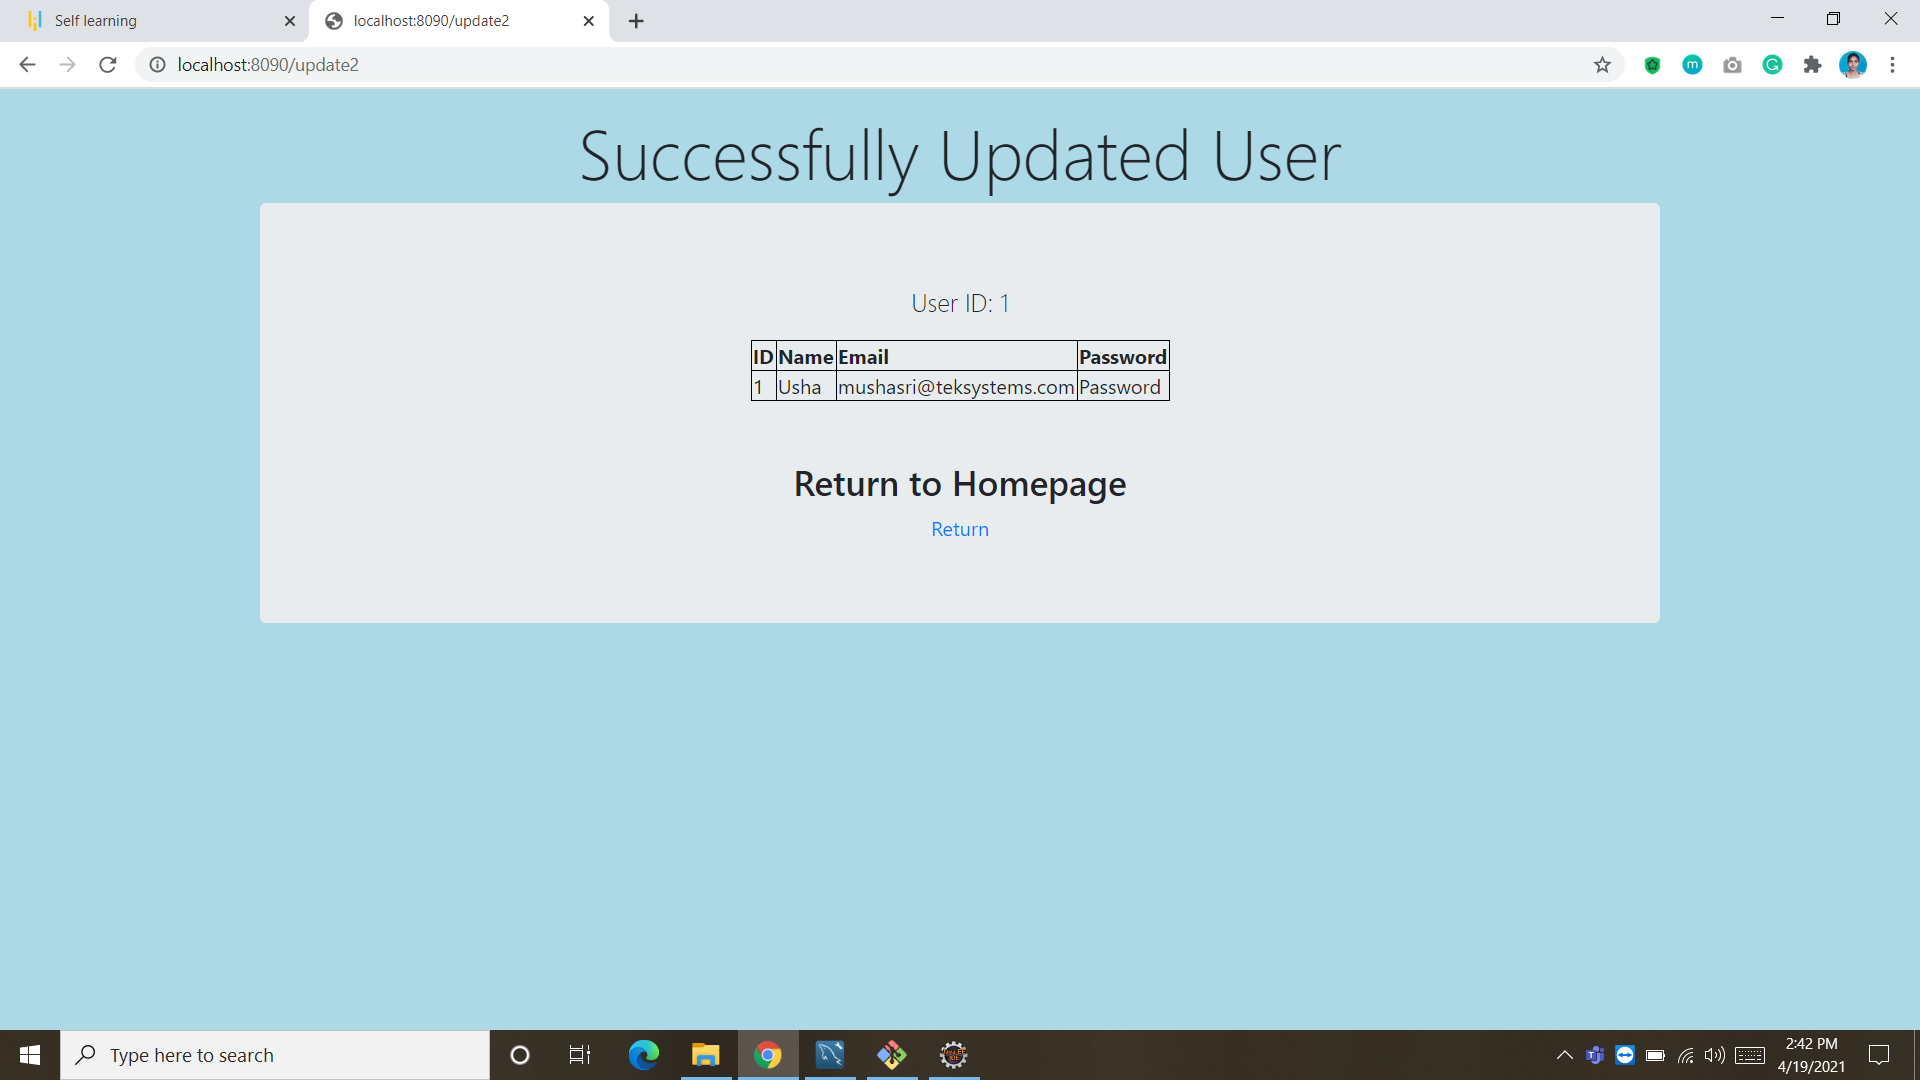 Self learning
localhost:8090/update2
localhost:8090/update2
Successfully Updated User
User ID: 1
ID Name Email Password
1 Usha mushasri@teksystems.com Password
Return to Homepage
Return
Type here to search
2:42 PM
4/19/2021